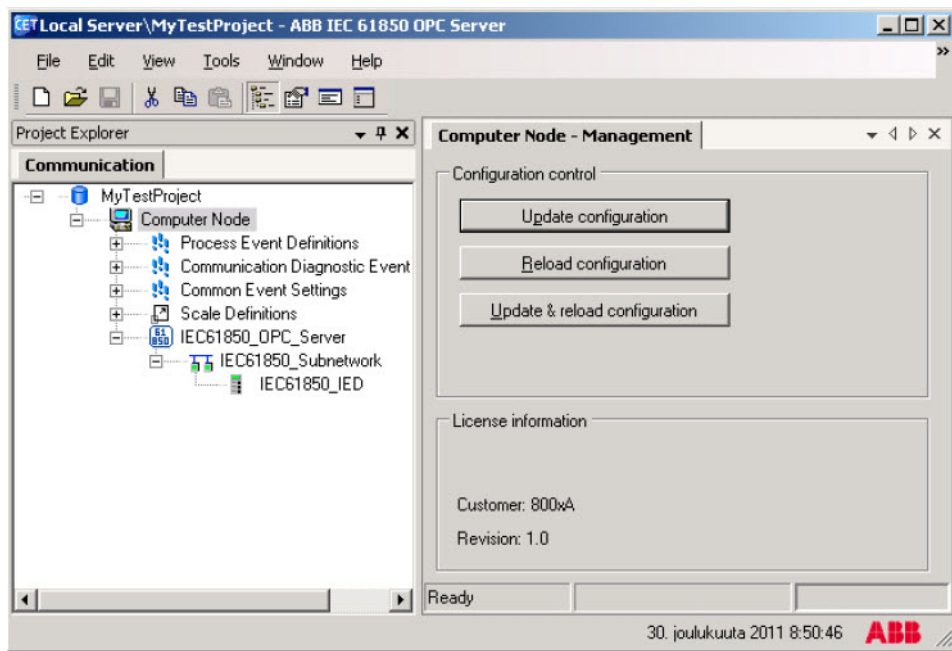 CET Local Server\MyTestProject - ABB IEC 61850 OPC Server
File Edit View Tools Window Help
Project Explorer
Communication
MyTestProject
Computer Node
Process Event Definitions
Communication Diagnostic Event
Common Event Settings
Scale Definitions
61 850 IEC61850_OPC_Server
IEC61850_Subnetwork
IEC61850_IED
Computer Node - Management
Configuration control
Update configuration
Reload configuration
Update & reload configuration
License information
Customer: 800xA
Revision: 1.0
Ready
30. joulukuuta 2011 8:50:46 ABB